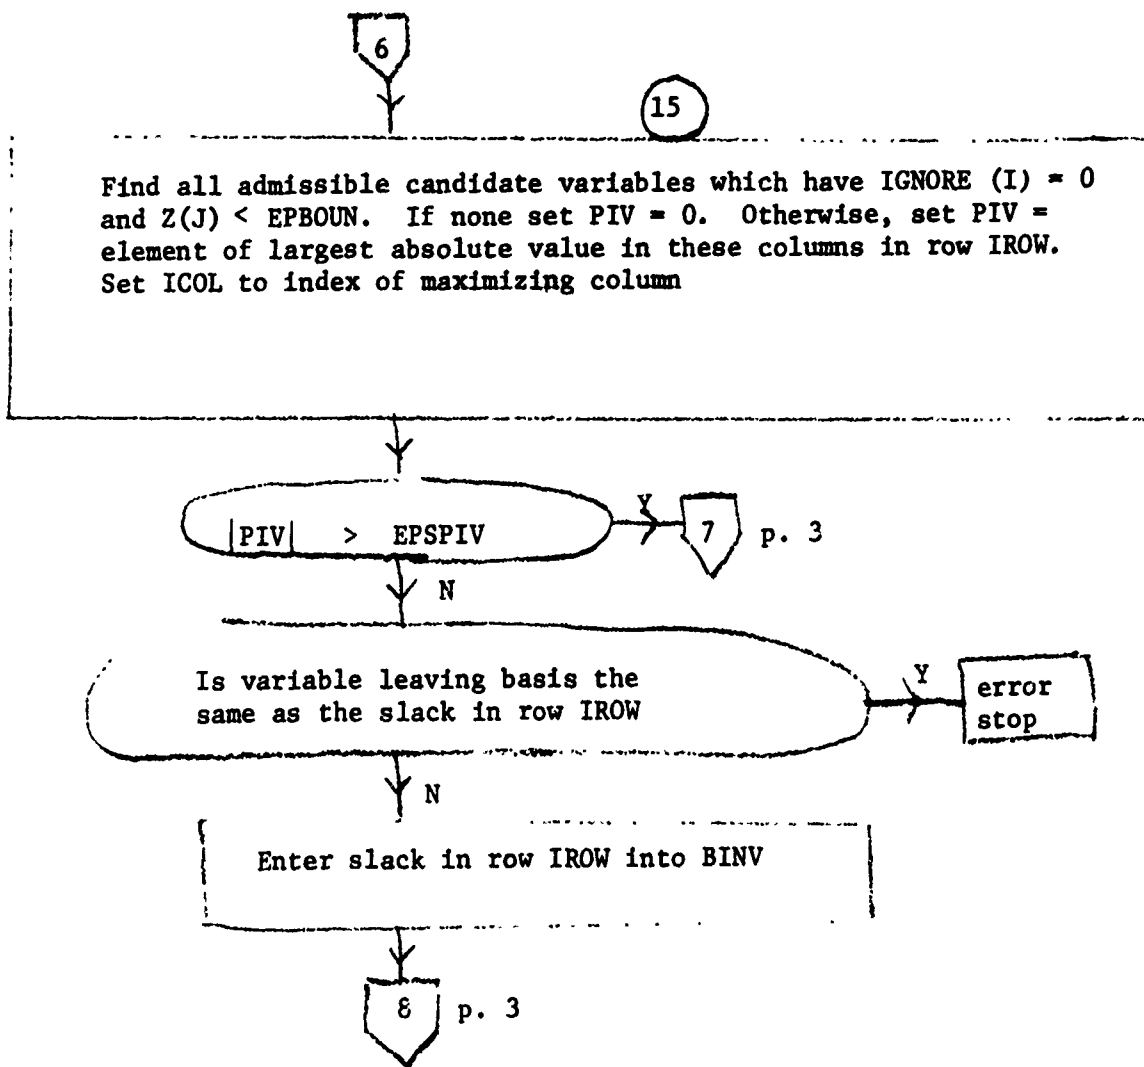 6
15
Find all admissible candidate variables which have IGNORE (I) = 0
and Z(J) < EPBOUN. If none set PIV = 0. Otherwise, set PIV =
element of largest absolute value in these columns in row IROW.
Set ICOL to index of maximizing column
|PIV| > EPSPIV
Y
7
p. 3
N
Is variable leaving basis the
same as the slack in row IROW
Y
error
stop
N
Enter slack in row IROW into BINV
8
p. 3